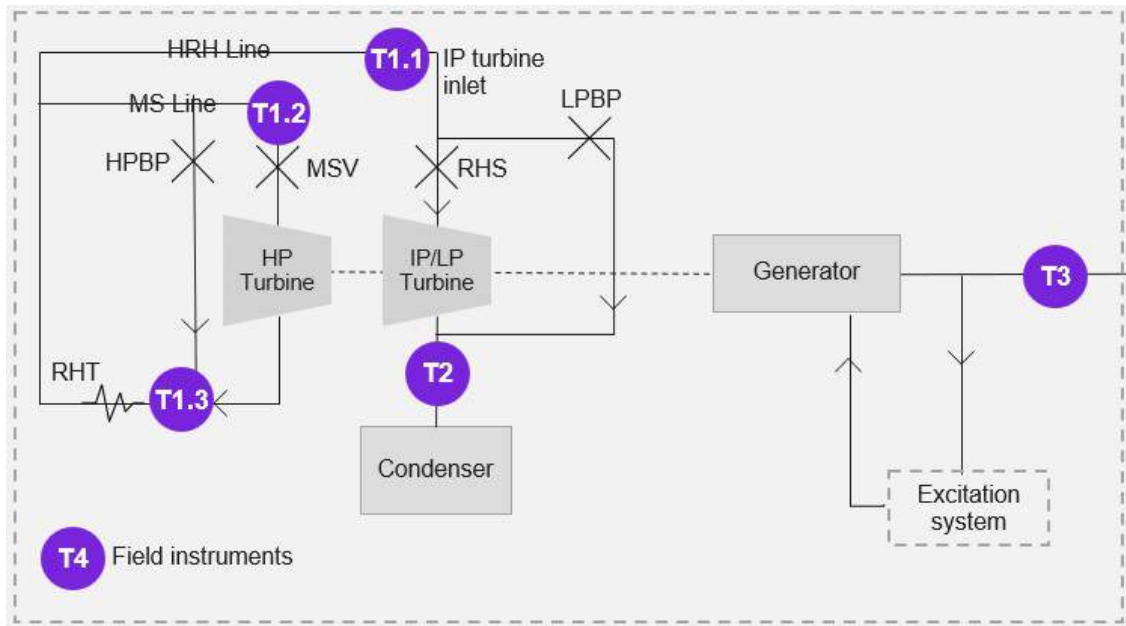 HRH Line
T1.1
IP turbine
inlet
MS Line
T1.2
LPBP
HPBP
MSV
RHS
HP
Turbine
IP/LP
Turbine
Generator
T3
RHT
T1.3
T2
Condenser
Excitation
system
T4
Field instruments